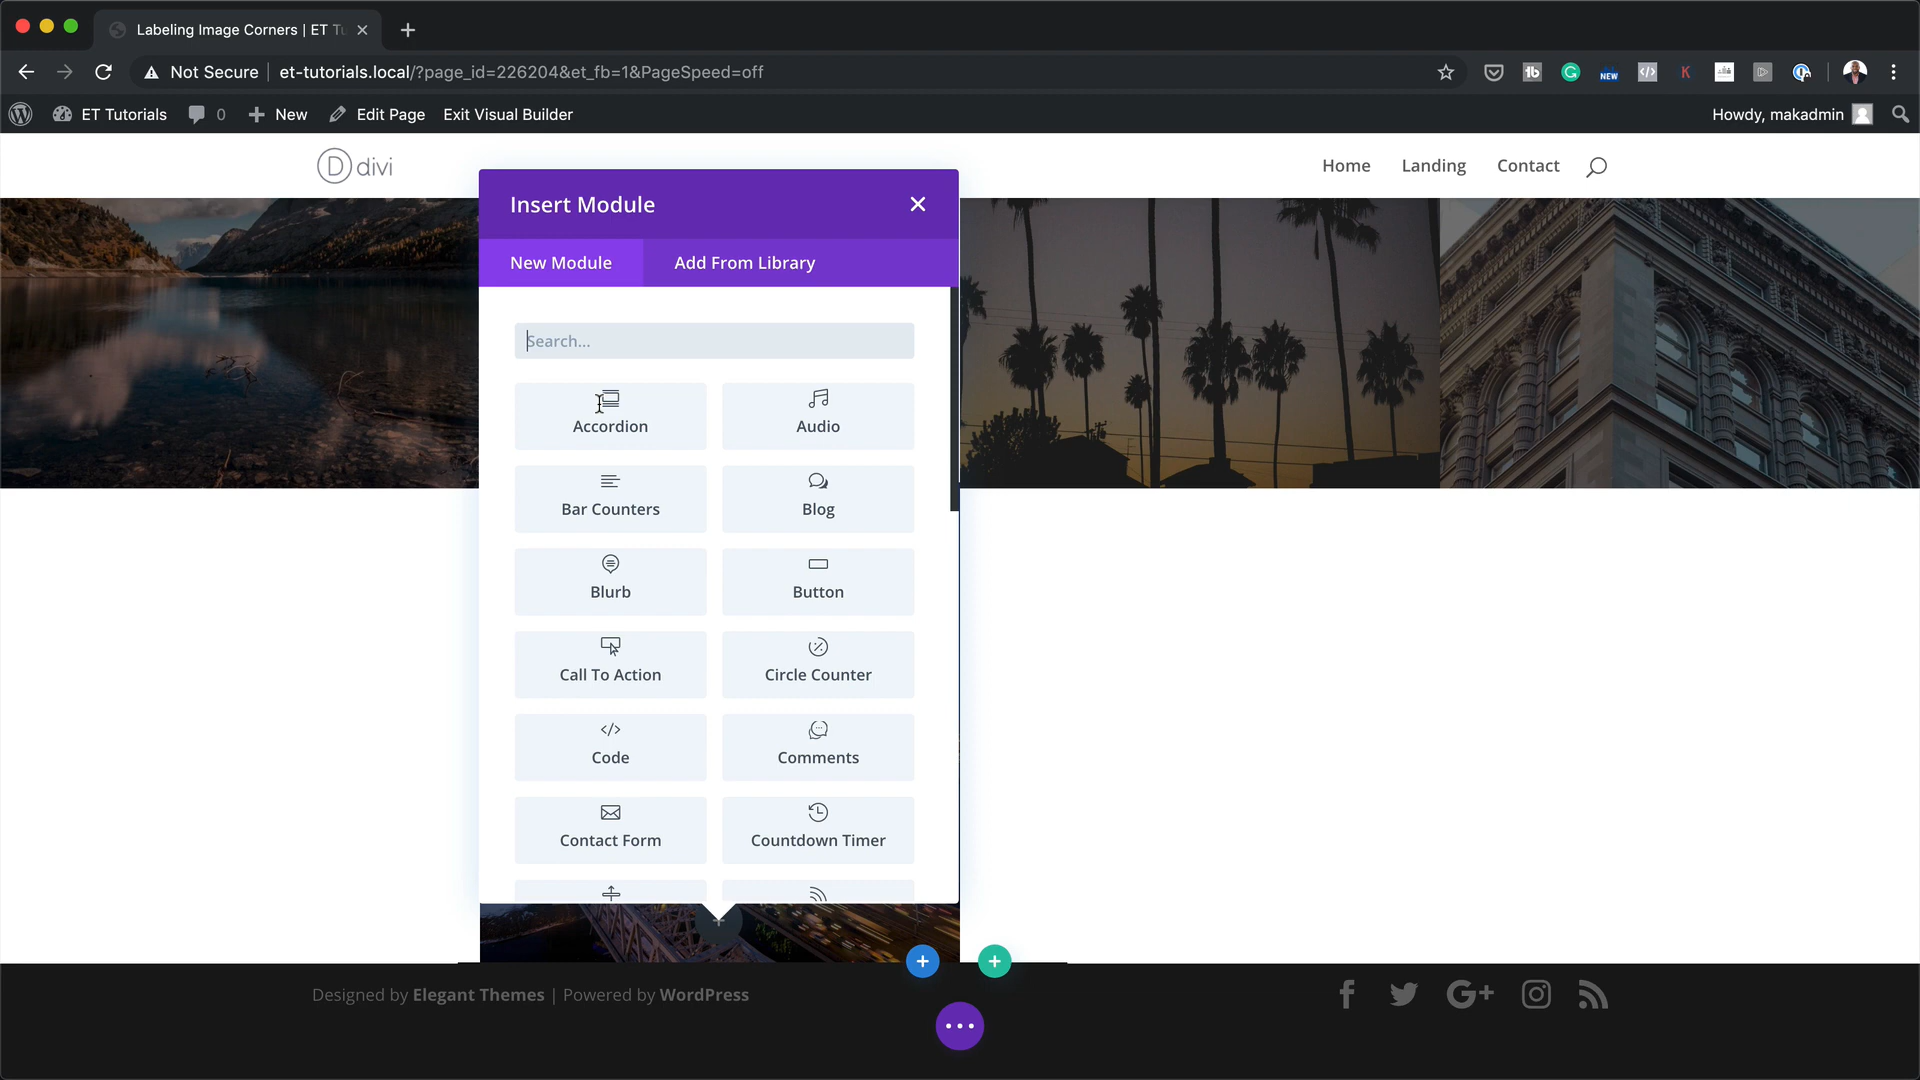 Labeling Image Corners | ET Tu
Not Secure | et-tutorials.local/?page_id=226204&et_fb=1&PageSpeed=off
NEW
ET Tutorials 0 New Edit Page Exit Visual Builder Howdy, makadmin
divi Home Landing Contact
Insert Module
New Module Add From Library
Search...
Accordion Audio
Bar Counters Blog
Blurb Button
Call To Action Circle Counter
Code Comments
Contact Form Countdown Timer
Designed by Elegant Themes | Powered by WordPress